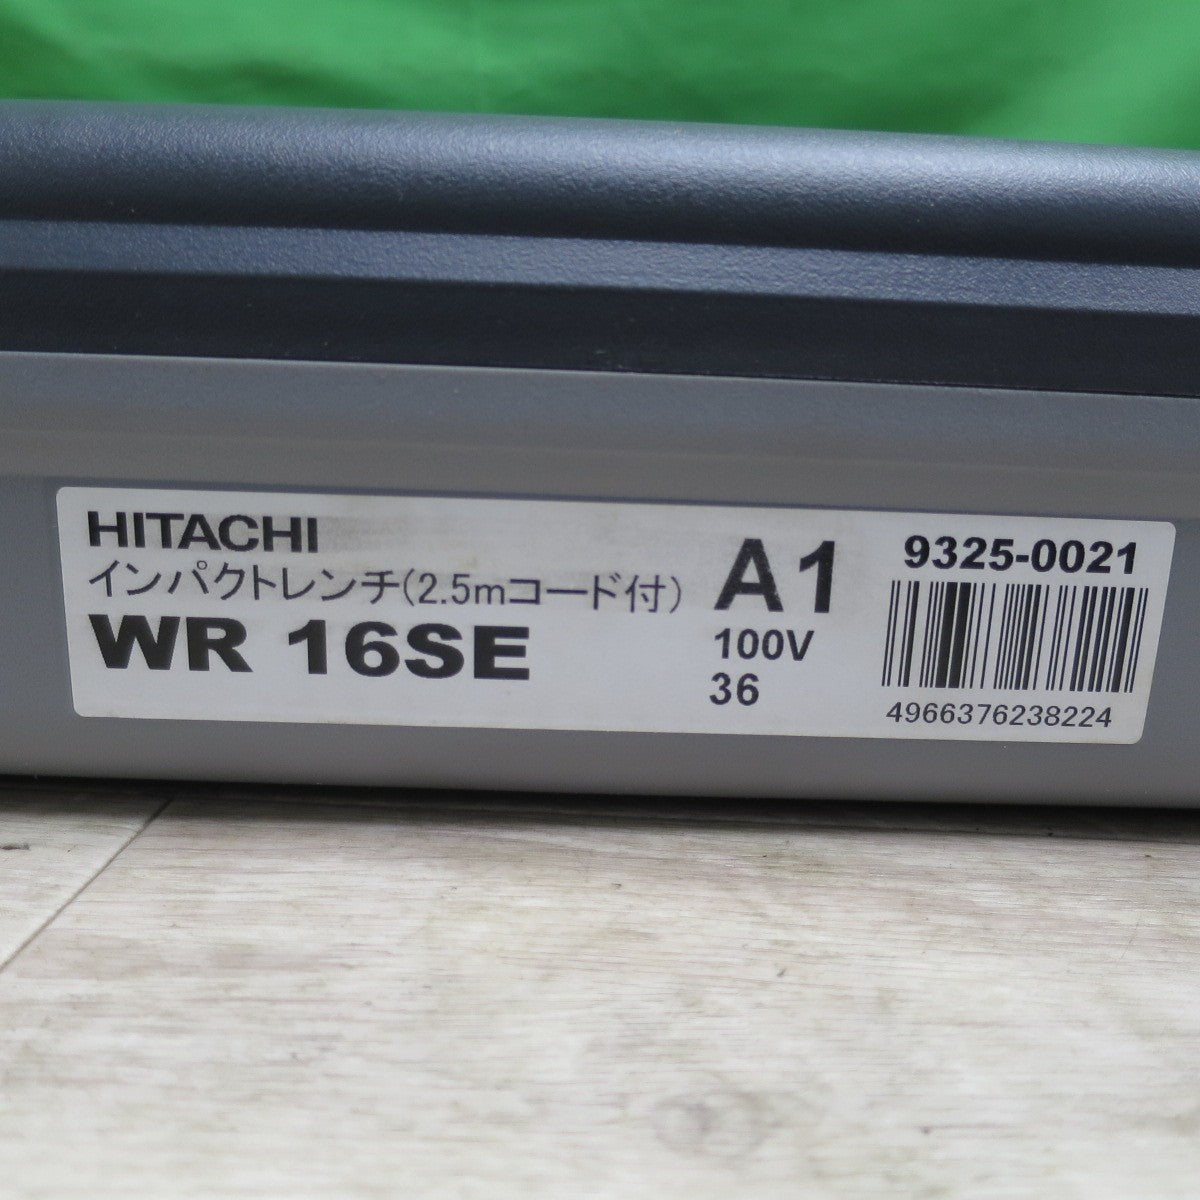 HITACHI
インパクトレンチ(2.5mコード付)
WR 16SE
A1
100V
36
9325-0021
4966376238224